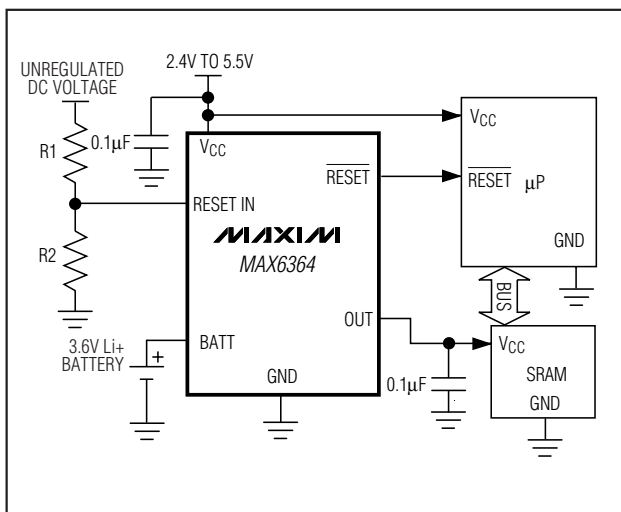 2.4V TO 5.5V
UNREGULATED
DC VOLTAGE
R1
0.1μF
VCC
RESET
RESET IN
R2
MAXIM
MAX6364
BATT
OUT
GND
3.6V Li+
BATTERY
+
0.1μF
VCC
RESET
μP
GND
BUS
VCC
SRAM
GND